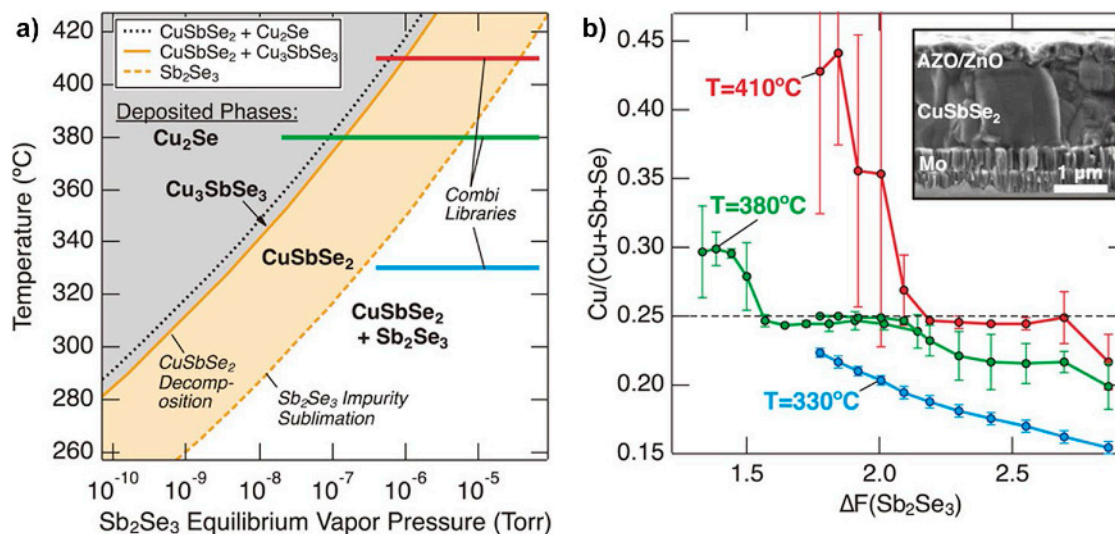 a)
420
400
380
360
340
320
300
280
260
Temperature (ºC)
CuSbSe2 + Cu2Se
CuSbSe2 + Cu3SbSe3
Sb2Se3
Deposited Phases:
Cu2Se
Cu3SbSe3
CuSbSe2
Combi
Libraries
CuSbSe2
+ Sb2Se3
CuSbSe2
Decomp-
osition
Sb2Se3 Impurity
Sublimation
10-10
10-9
10-8
10-7
10-6
10-5
Sb2Se3 Equilibrium Vapor Pressure (Torr)
b)
0.45
0.40
0.35
0.30
0.25
0.20
0.15
Cu/(Cu+Sb+Se)
T=410ºC
T=380ºC
T=330ºC
AZO/ZnO
CuSbSe2
Mo
1 µm
1.5
2.0
2.5
ΔF(Sb2Se3)